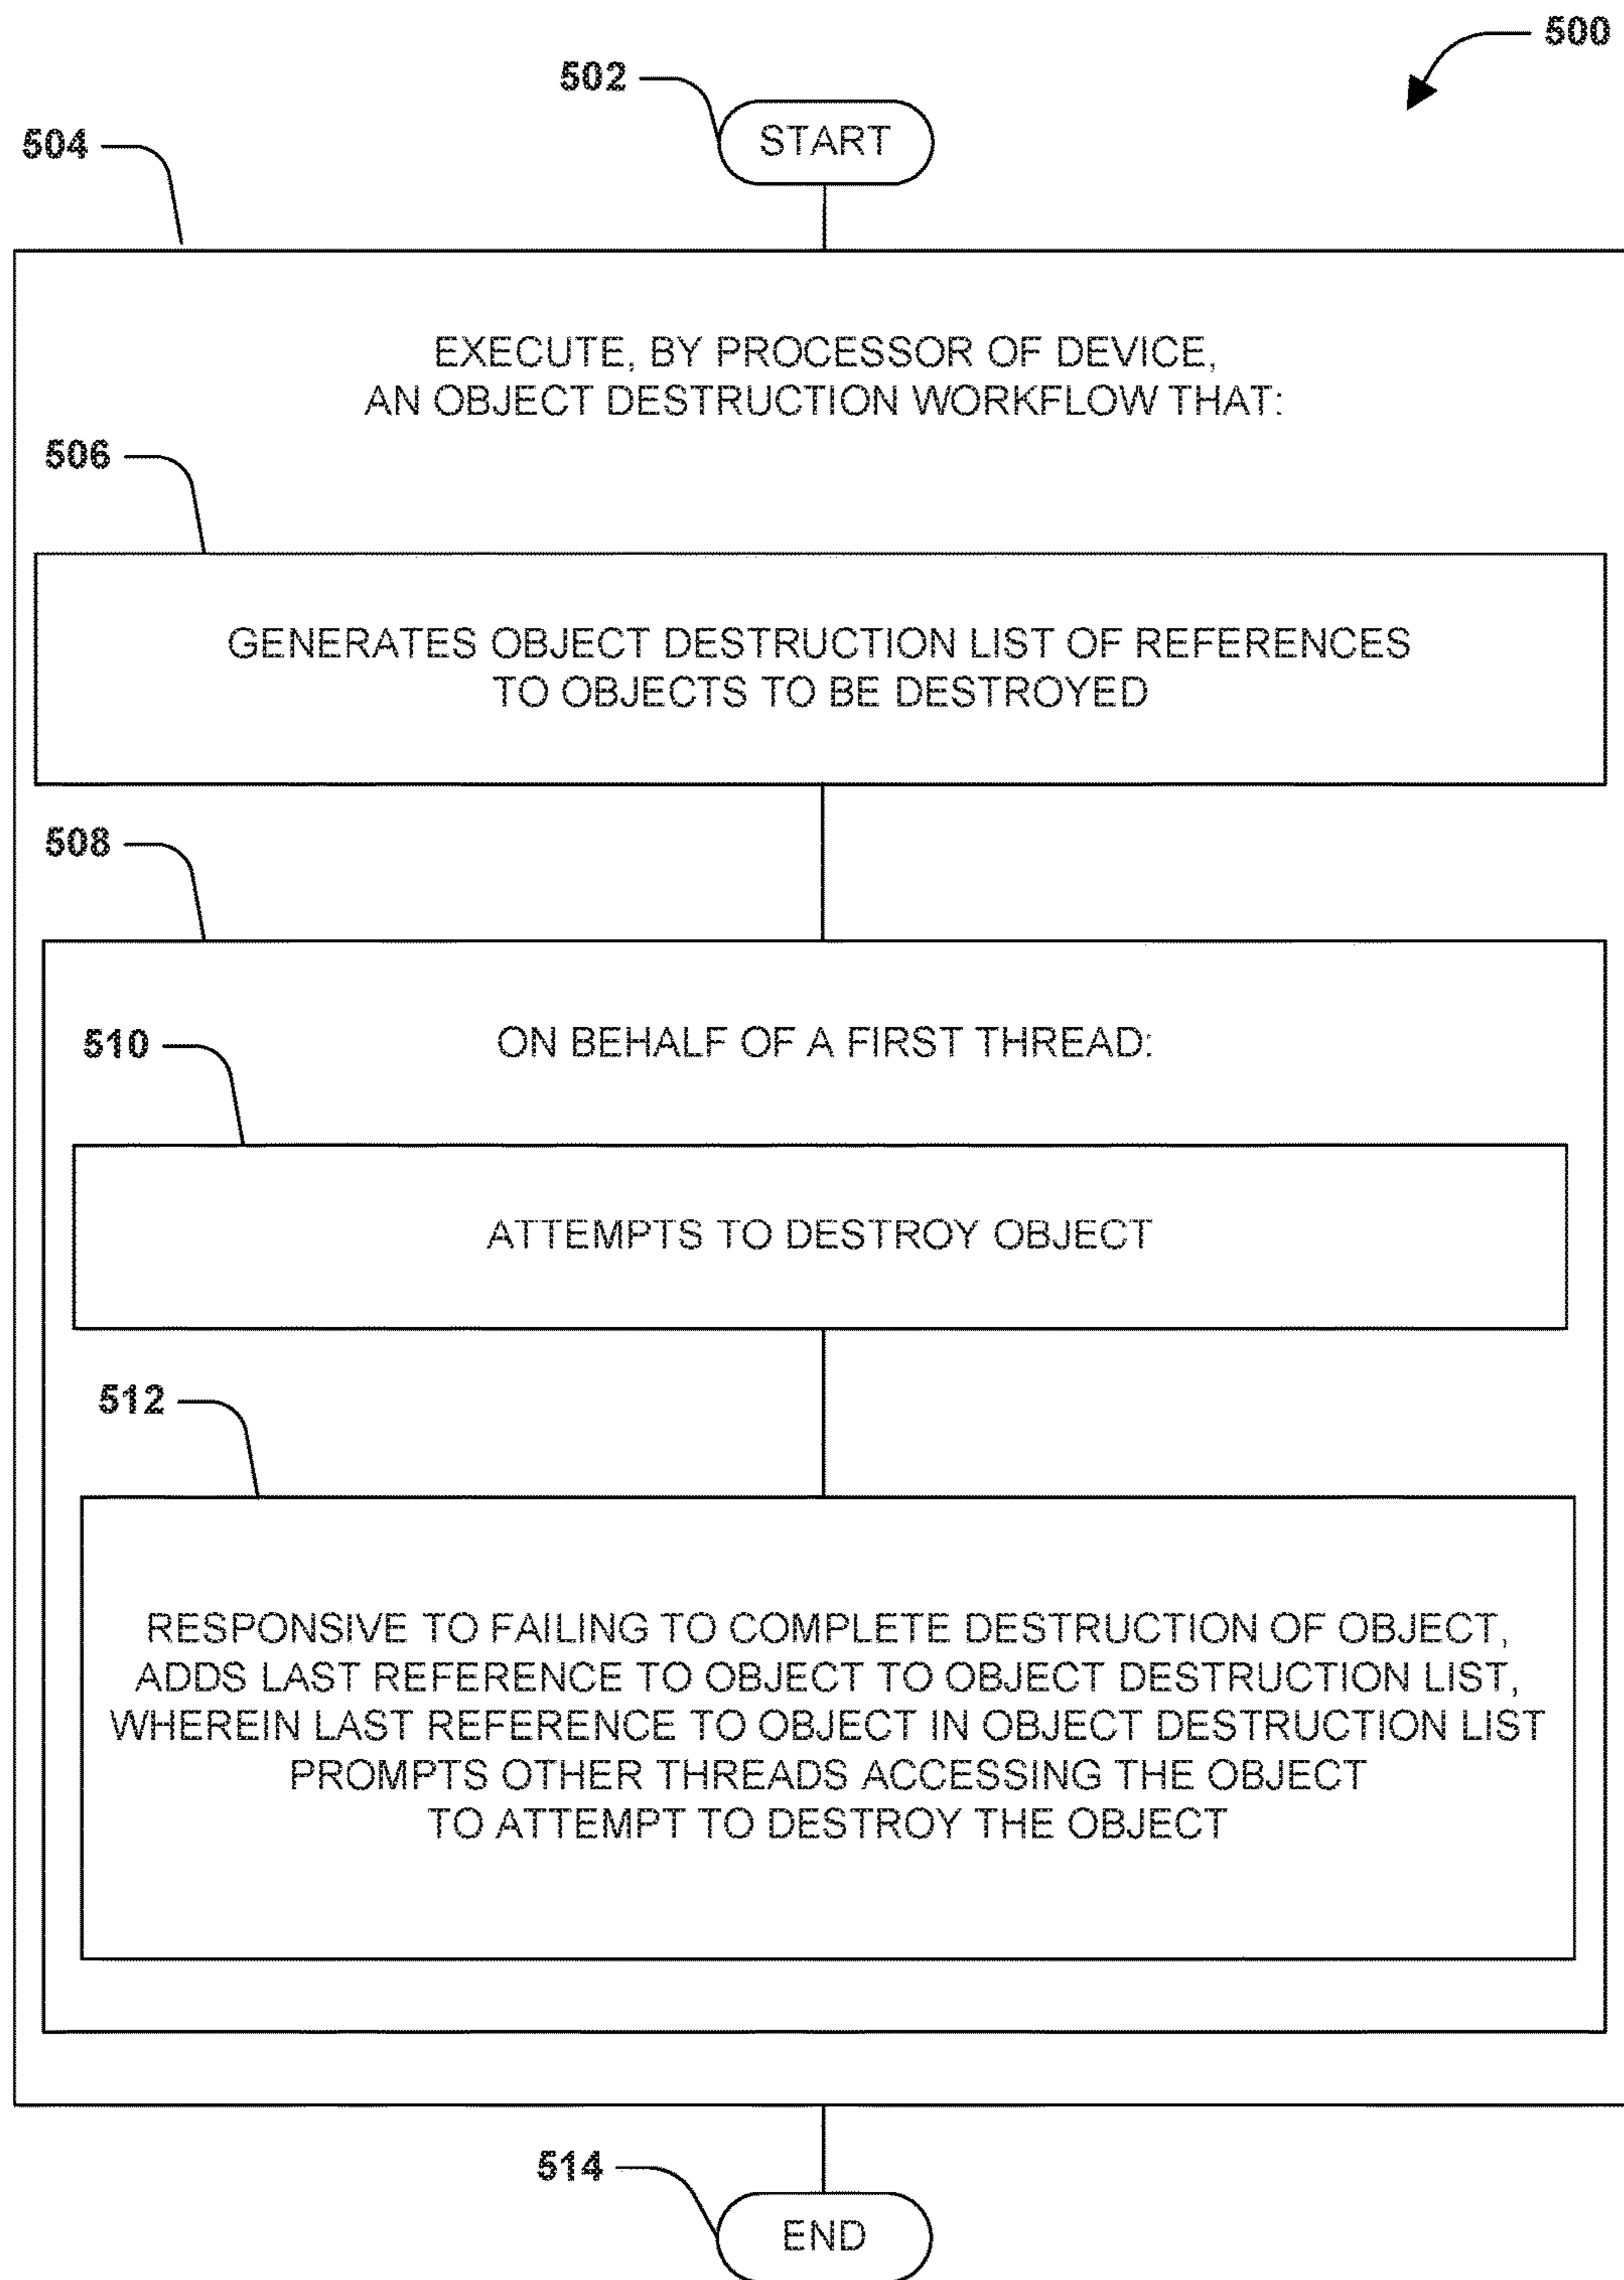 500
502
START
504
EXECUTE, BY PROCESSOR OF DEVICE,
AN OBJECT DESTRUCTION WORKFLOW THAT:
506
GENERATES OBJECT DESTRUCTION LIST OF REFERENCES
TO OBJECTS TO BE DESTROYED
508
ON BEHALF OF A FIRST THREAD:
510
ATTEMPTS TO DESTROY OBJECT
512
RESPONSIVE TO FAILING TO COMPLETE DESTRUCTION OF OBJECT,
ADDS LAST REFERENCE TO OBJECT TO OBJECT DESTRUCTION LIST,
WHEREIN LAST REFERENCE TO OBJECT IN OBJECT DESTRUCTION LIST
PROMPTS OTHER THREADS ACCESSING THE OBJECT
TO ATTEMPT TO DESTROY THE OBJECT
514
END